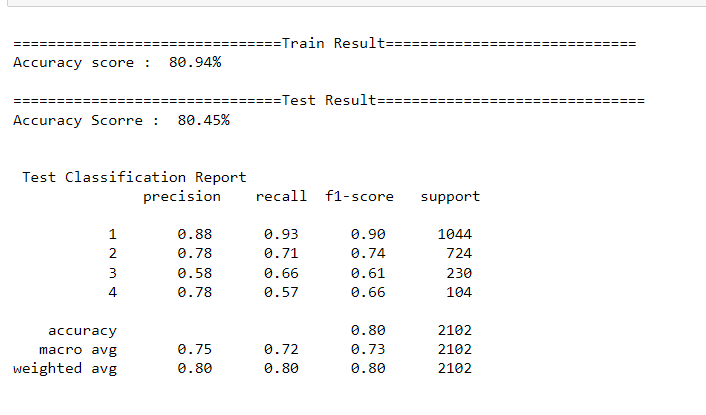 ===============================Train Result=============================
Accuracy score :  80.94%
===============================Test Result===============================
Accuracy Scorre :  80.45%
Test Classification Report
precision    recall  f1-score   support
1       0.88      0.93      0.90      1044
2       0.78      0.71      0.74       724
3       0.58      0.66      0.61       230
4       0.78      0.57      0.66       104
accuracy                           0.80      2102
macro avg       0.75      0.72      0.73      2102
weighted avg       0.80      0.80      0.80      2102